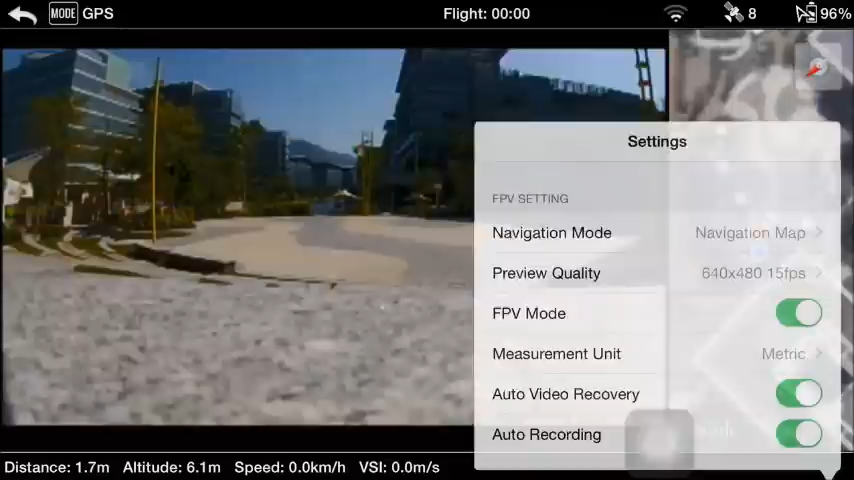 MODE GPS Flight: 00:00 8 96%
Settings
FPV SETTING
Navigation Mode Navigation Map
Preview Quality 640x480 15fps
FPV Mode
Measurement Unit Metric
Auto Video Recovery
Auto Recording
Distance: 1.7m Altitude: 6.1m Speed: 0.0km/h VSI: 0.0m/s